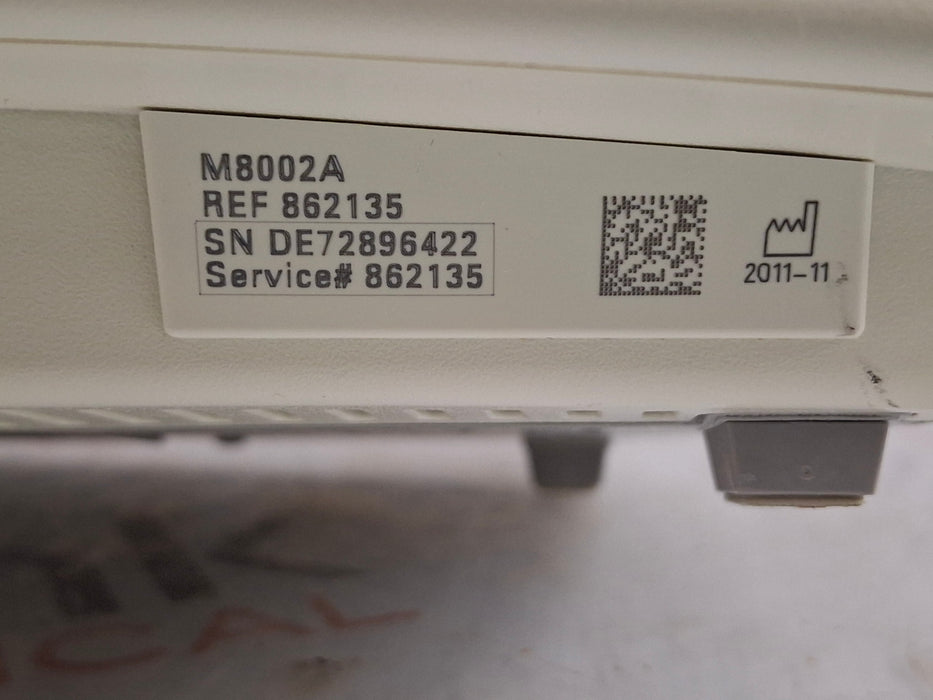 M8002A
REF 862135
SN DE72896422
Service# 862135
2011-11